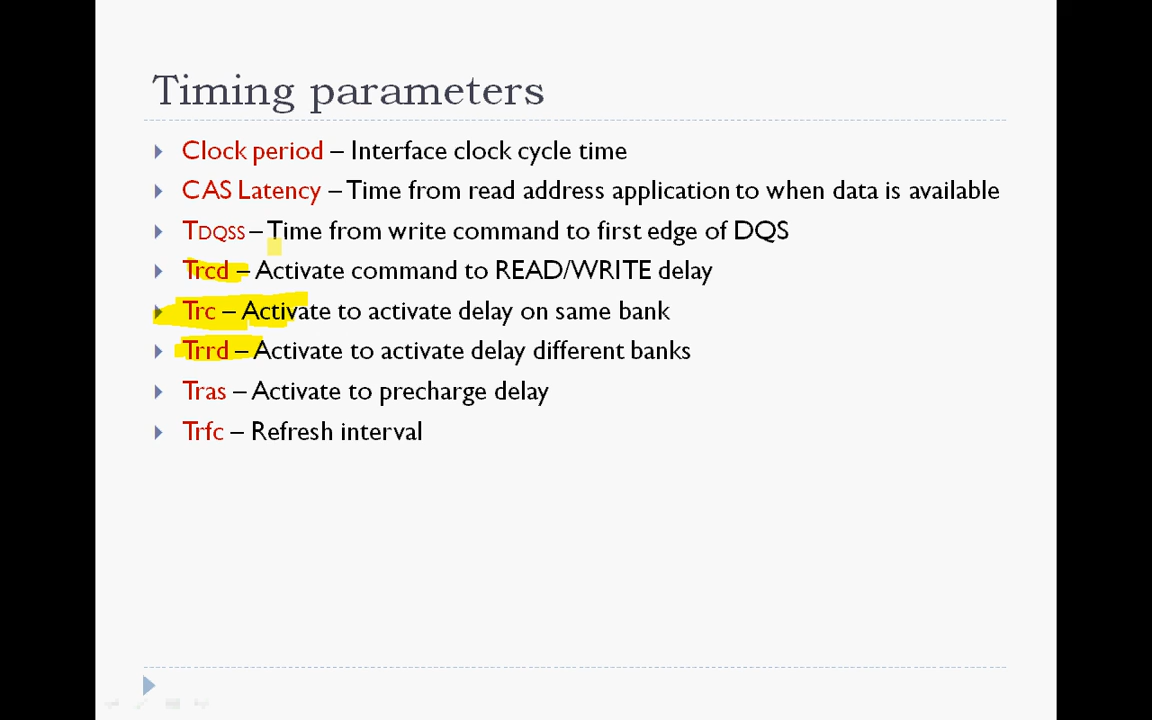 Timing parameters
Clock period – Interface clock cycle time
CAS Latency – Time from read address application to when data is available
TDQSS – Time from write command to first edge of DQS
Trcd – Activate command to READ/WRITE delay
Trc – Activate to activate delay on same bank
Trrd – Activate to activate delay different banks
Tras – Activate to precharge delay
Trfc – Refresh interval